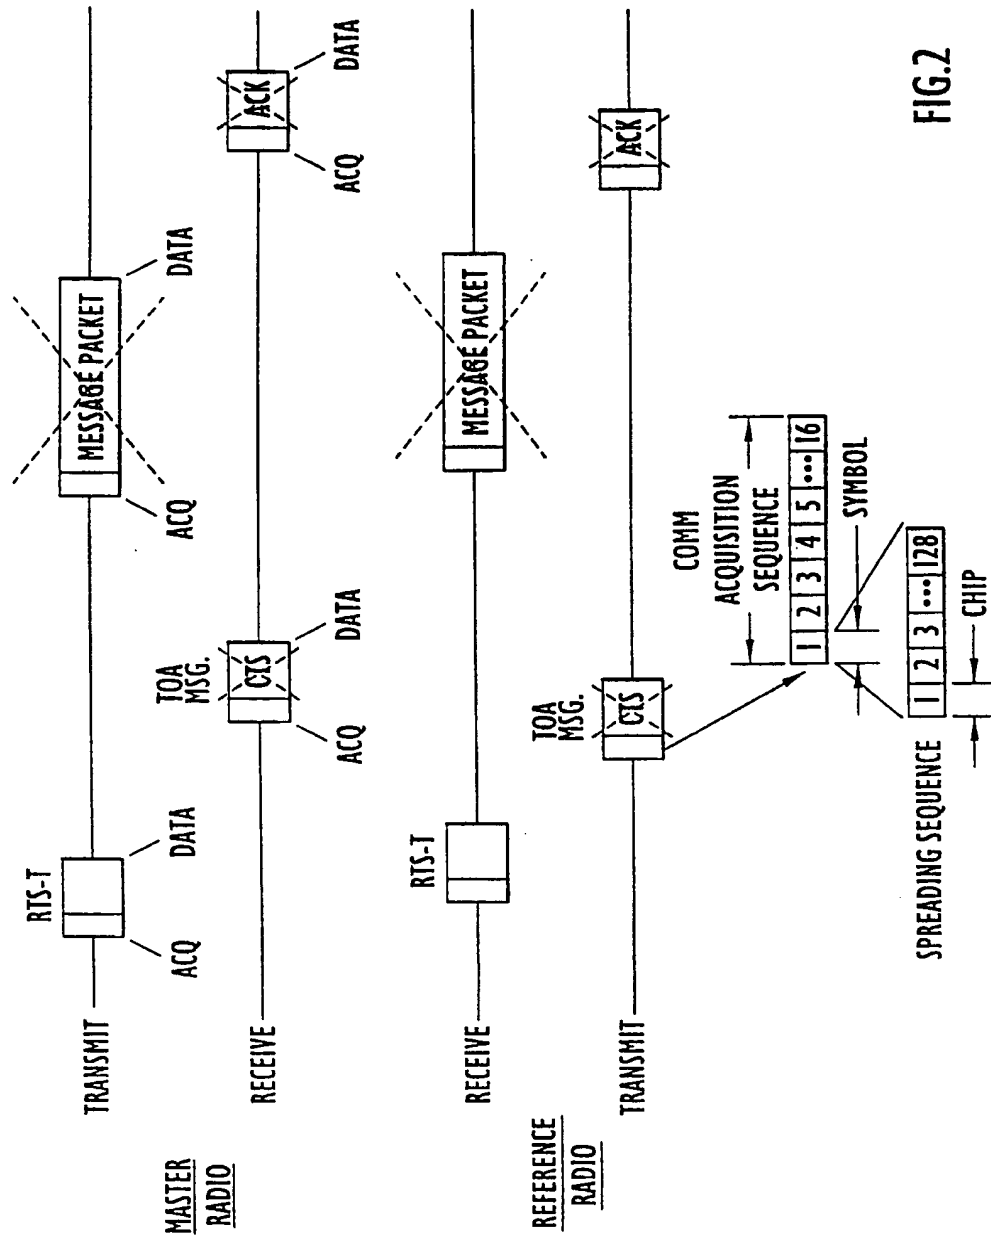 MASTER
RADIO
TRANSMIT
RTS-T
ACQ
DATA
ACQ
MESSAGE PACKET
DATA
RECEIVE
TOA
MSG.
CTS
ACQ
DATA
ACK
ACQ
DATA
REFERENCE
RADIO
RECEIVE
RTS-T
MESSAGE PACKET
TRANSMIT
TOA
MSG.
CTS
ACK
COMM
ACQUISITION
SEQUENCE
1 2 3 4 5 ••• 16
SYMBOL
SPREADING SEQUENCE
1 2 3 ••• 128
CHIP
FIG.2